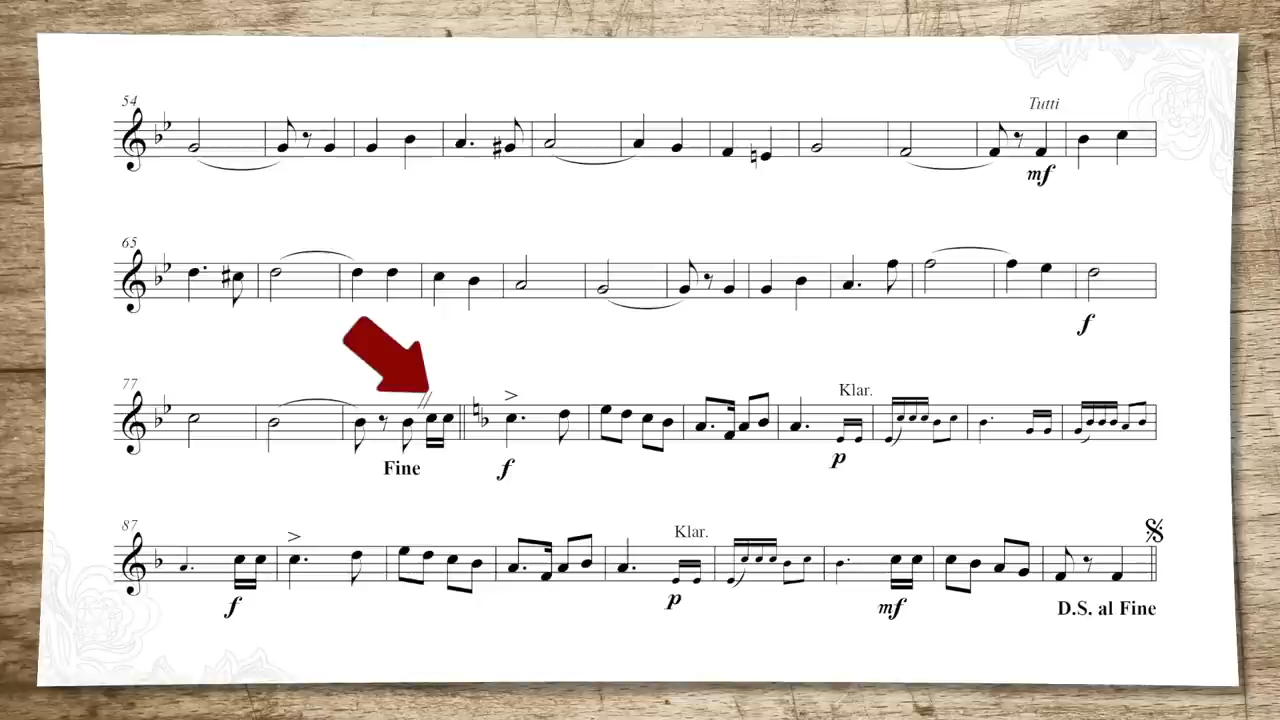 54
Tutti
mf
65
f
77
Klar.
Fine
f
p
87
Klar.
f
p
mf
D.S. al Fine